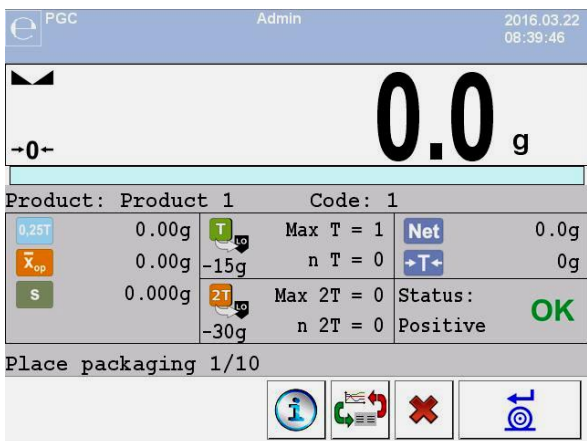 e PGC Admin 2016.03.22
08:39:46
0.0 g
→0←
Product: Product 1 Code: 1
0,25T 0.00g T LO Max T = 1 Net 0.0g
x̄op 0.00g -15g n T = 0 →T← 0g
s 0.000g 2T LO Max 2T = 0 Status: OK
-30g n 2T = 0 Positive
Place packaging 1/10